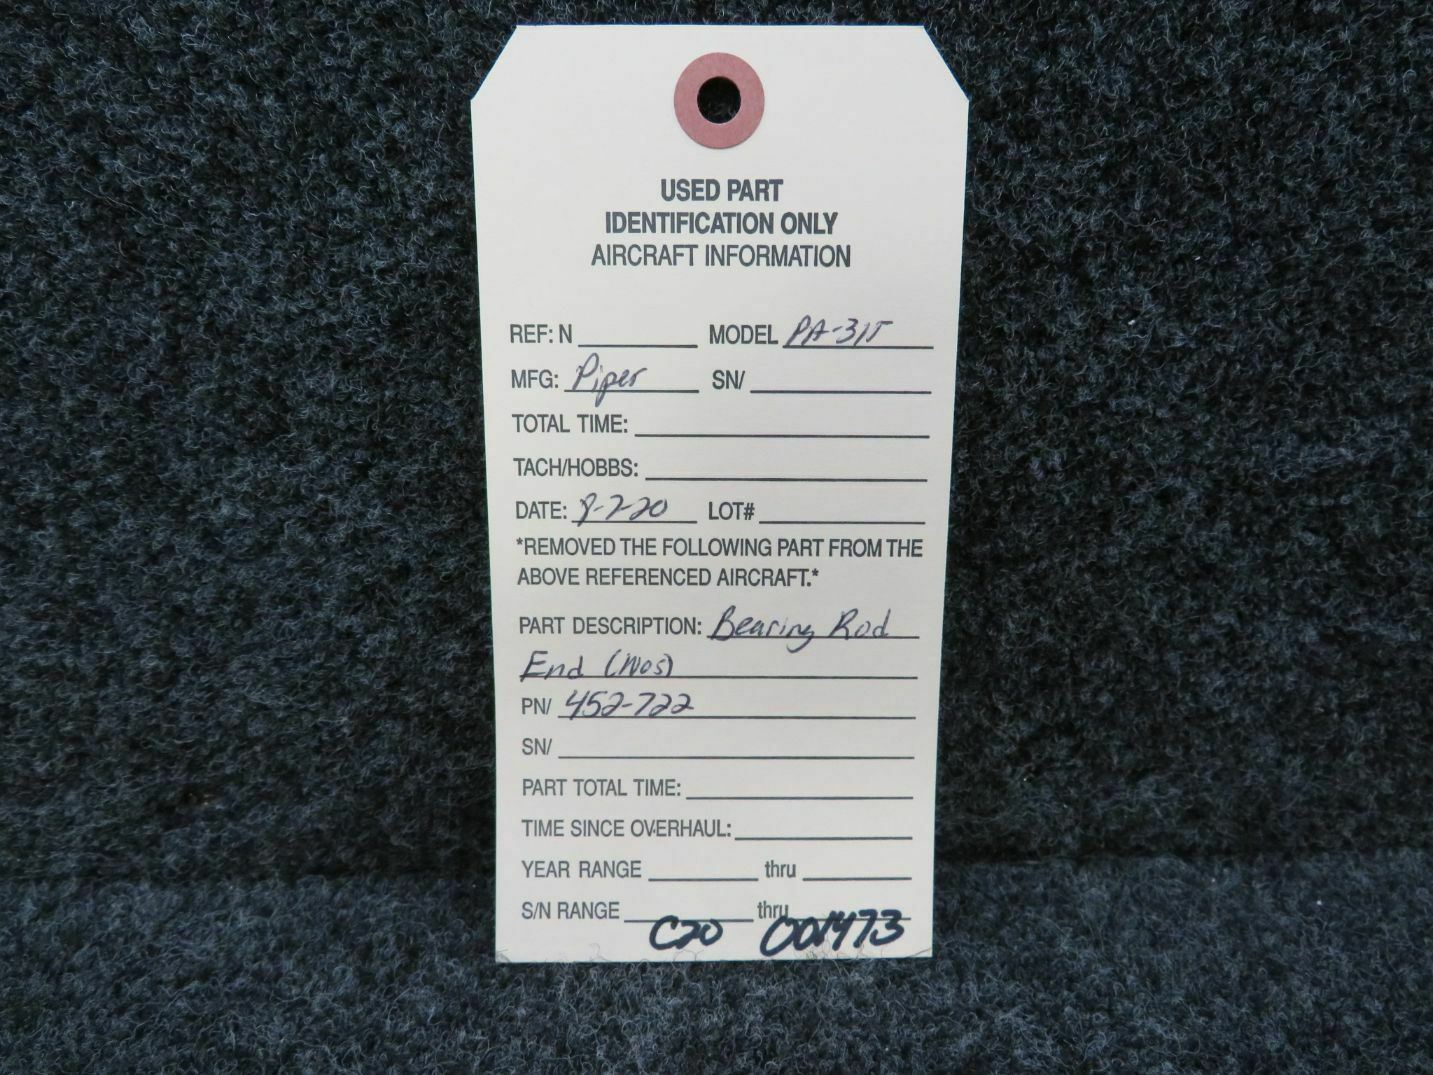 USED PART
IDENTIFICATION ONLY
AIRCRAFT INFORMATION
REF: N MODEL PA-31T
MFG: Piper SN/
TOTAL TIME:
TACH/HOBBS:
DATE: 8-7-20 LOT#
*REMOVED THE FOLLOWING PART FROM THE
ABOVE REFERENCED AIRCRAFT.*
PART DESCRIPTION: Bearing Rod
End (Nos)
PN/ 452-722
SN/
PART TOTAL TIME:
TIME SINCE OVERHAUL:
YEAR RANGE thru
S/N RANGE thru
C20